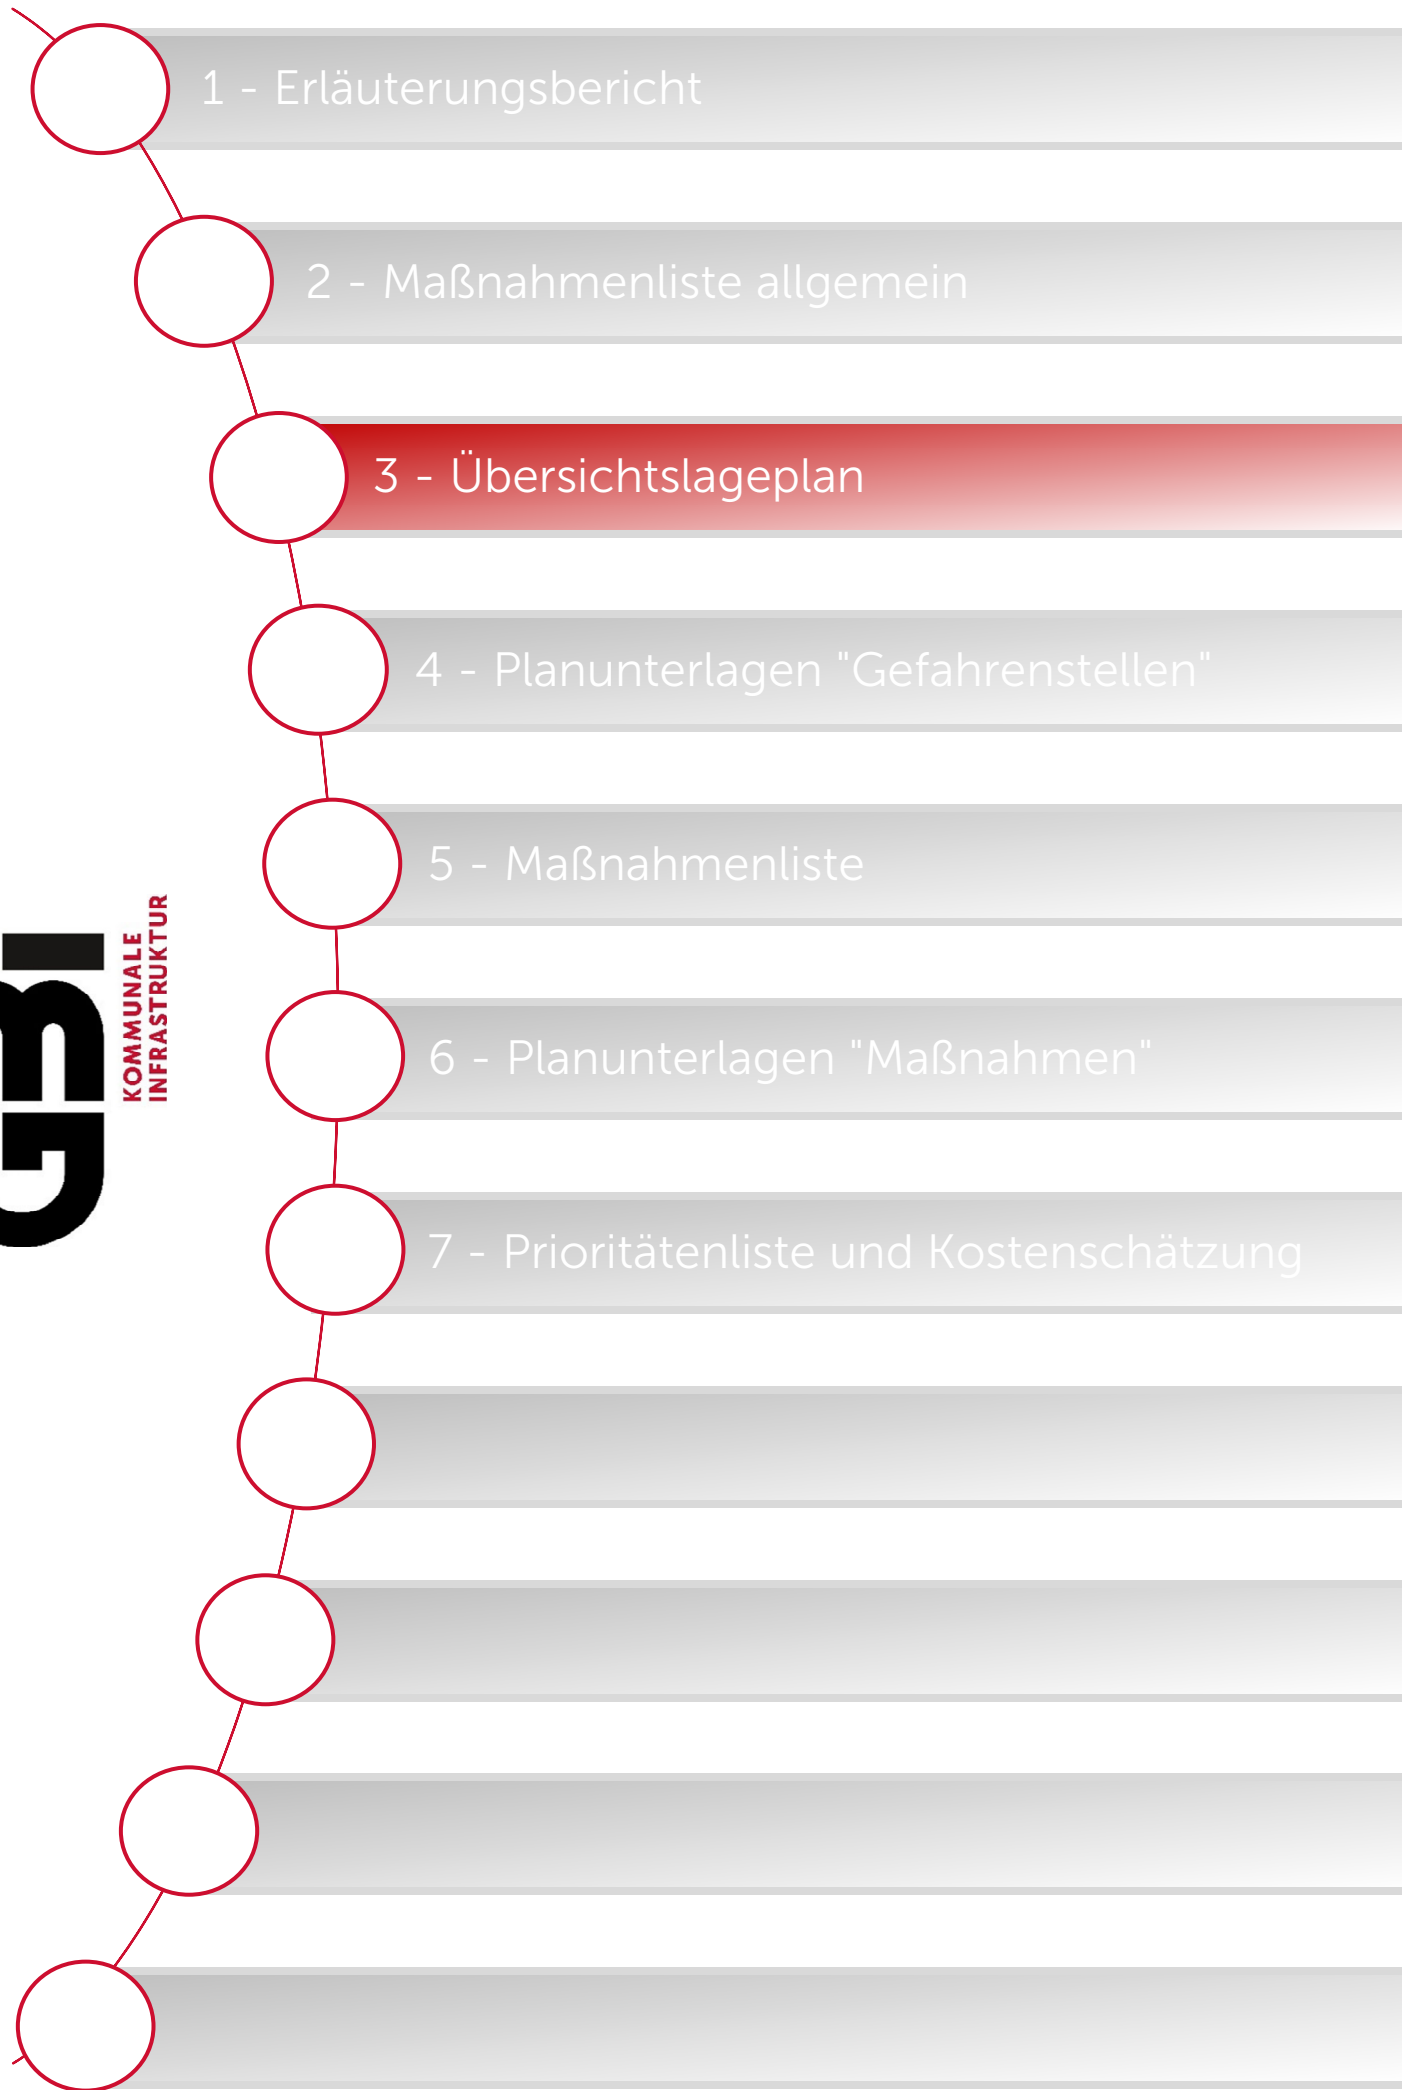 1 - Erläuterungsbericht
2 - Maßnahmenliste allgemein
3 - Übersichtslageplan
4 - Planunterlagen "Gefahrenstellen"
5 - Maßnahmenliste
KOMMUNALE
INFRASTRUKTUR
6 - Planunterlagen "Maßnahmen"
7 - Prioritätenliste und Kostenschätzung